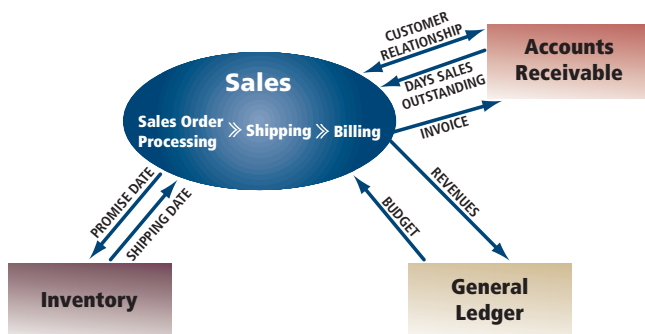 CUSTOMER
RELATIONSHIP
Accounts
Receivable
DAYS SALES
OUTSTANDING
INVOICE
Sales
Sales Order
Processing
Shipping
Billing
PROMISE DATE
SHIPPING DATE
BUDGET
REVENUES
Inventory
General
Ledger